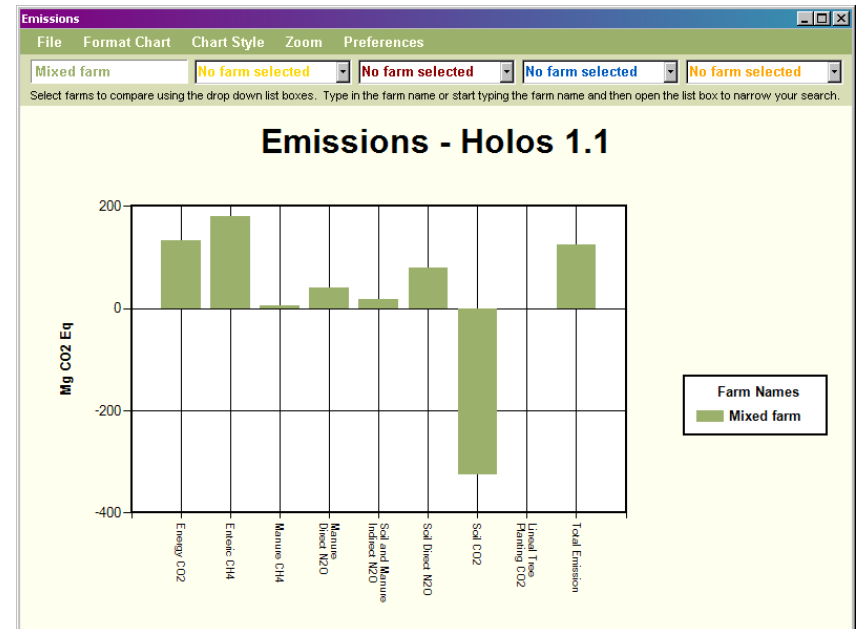 Emissions
File Format Chart Chart Style Zoom Preferences
Mixed farm No farm selected No farm selected No farm selected No farm selected
Select farms to compare using the drop down list boxes. Type in the farm name or start typing the farm name and then open the list box to narrow your search.
Emissions - Holos 1.1
200
0
-200
-400
Mg CO2 Eq
Energy CO2
Enteric CH4
Manure CH4
Manure
Direct N2O
Soil and Manure
Indirect N2O
Soil Direct N2O
Soil CO2
Lineal Tree
Planting CO2
Total Emission
Farm Names
Mixed farm